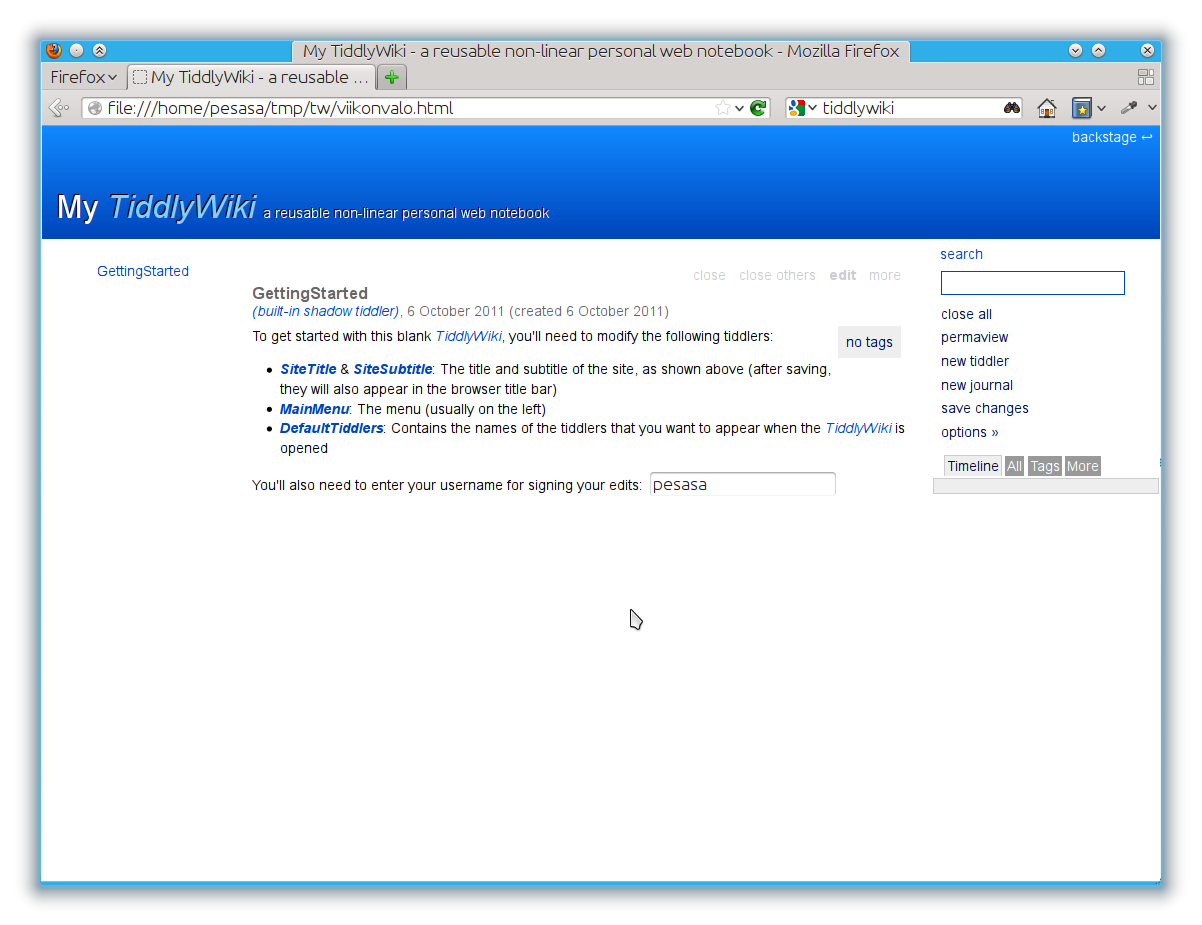 My TiddlyWiki - a reusable non-linear personal web notebook - Mozilla Firefox
Firefox
My TiddlyWiki - a reusable ...
file:///home/pesasa/tmp/tw/viikonvalo.html
tiddlywiki
backstage ↩
My TiddlyWiki a reusable non-linear personal web notebook
GettingStarted
close close others edit more
GettingStarted
(built-in shadow tiddler), 6 October 2011 (created 6 October 2011)
no tags
To get started with this blank TiddlyWiki, you'll need to modify the following tiddlers:
• SiteTitle & SiteSubtitle: The title and subtitle of the site, as shown above (after saving,
they will also appear in the browser title bar)
• MainMenu: The menu (usually on the left)
• DefaultTiddlers: Contains the names of the tiddlers that you want to appear when the TiddlyWiki is
opened
You'll also need to enter your username for signing your edits: pesasa
search
close all
permaview
new tiddler
new journal
save changes
options »
Timeline All Tags More